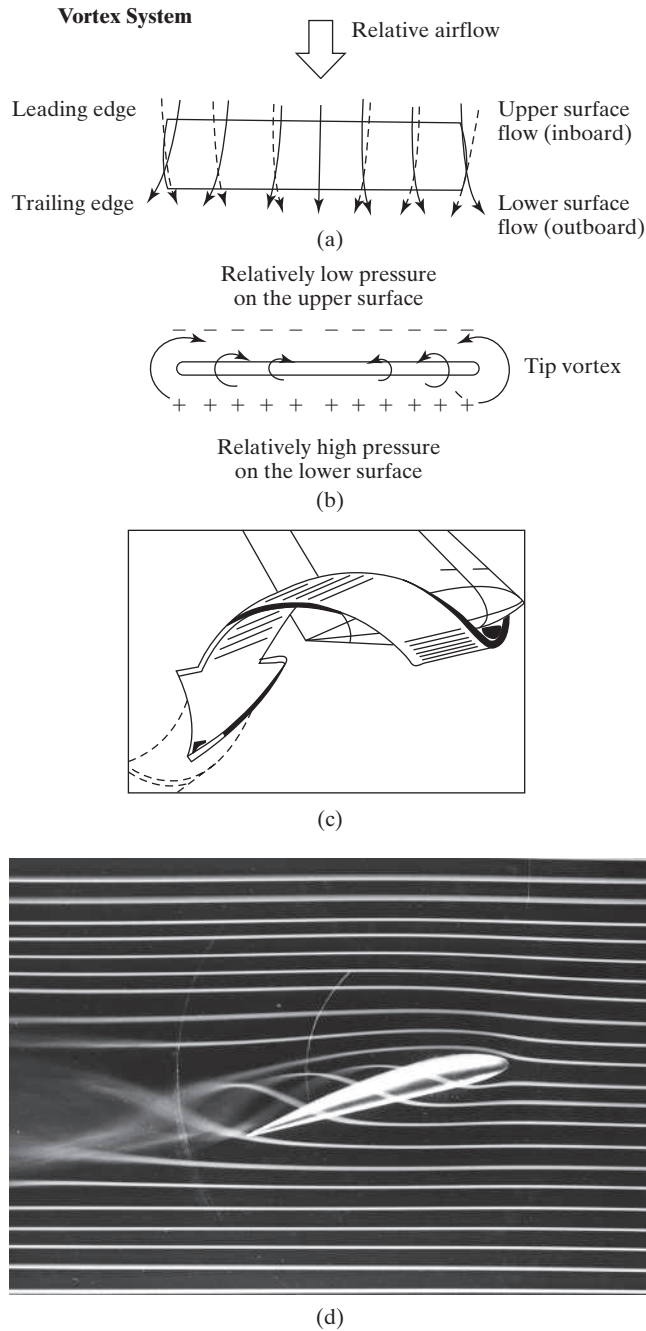 Vortex System
Relative airflow
Leading edge
Upper surface
flow (inboard)
Trailing edge
Lower surface
flow (outboard)
(a)
Relatively low pressure
on the upper surface
– – – – – – – – – –
Tip vortex
+ + + + + + + + + +
Relatively high pressure
on the lower surface
(b)
(c)
(d)